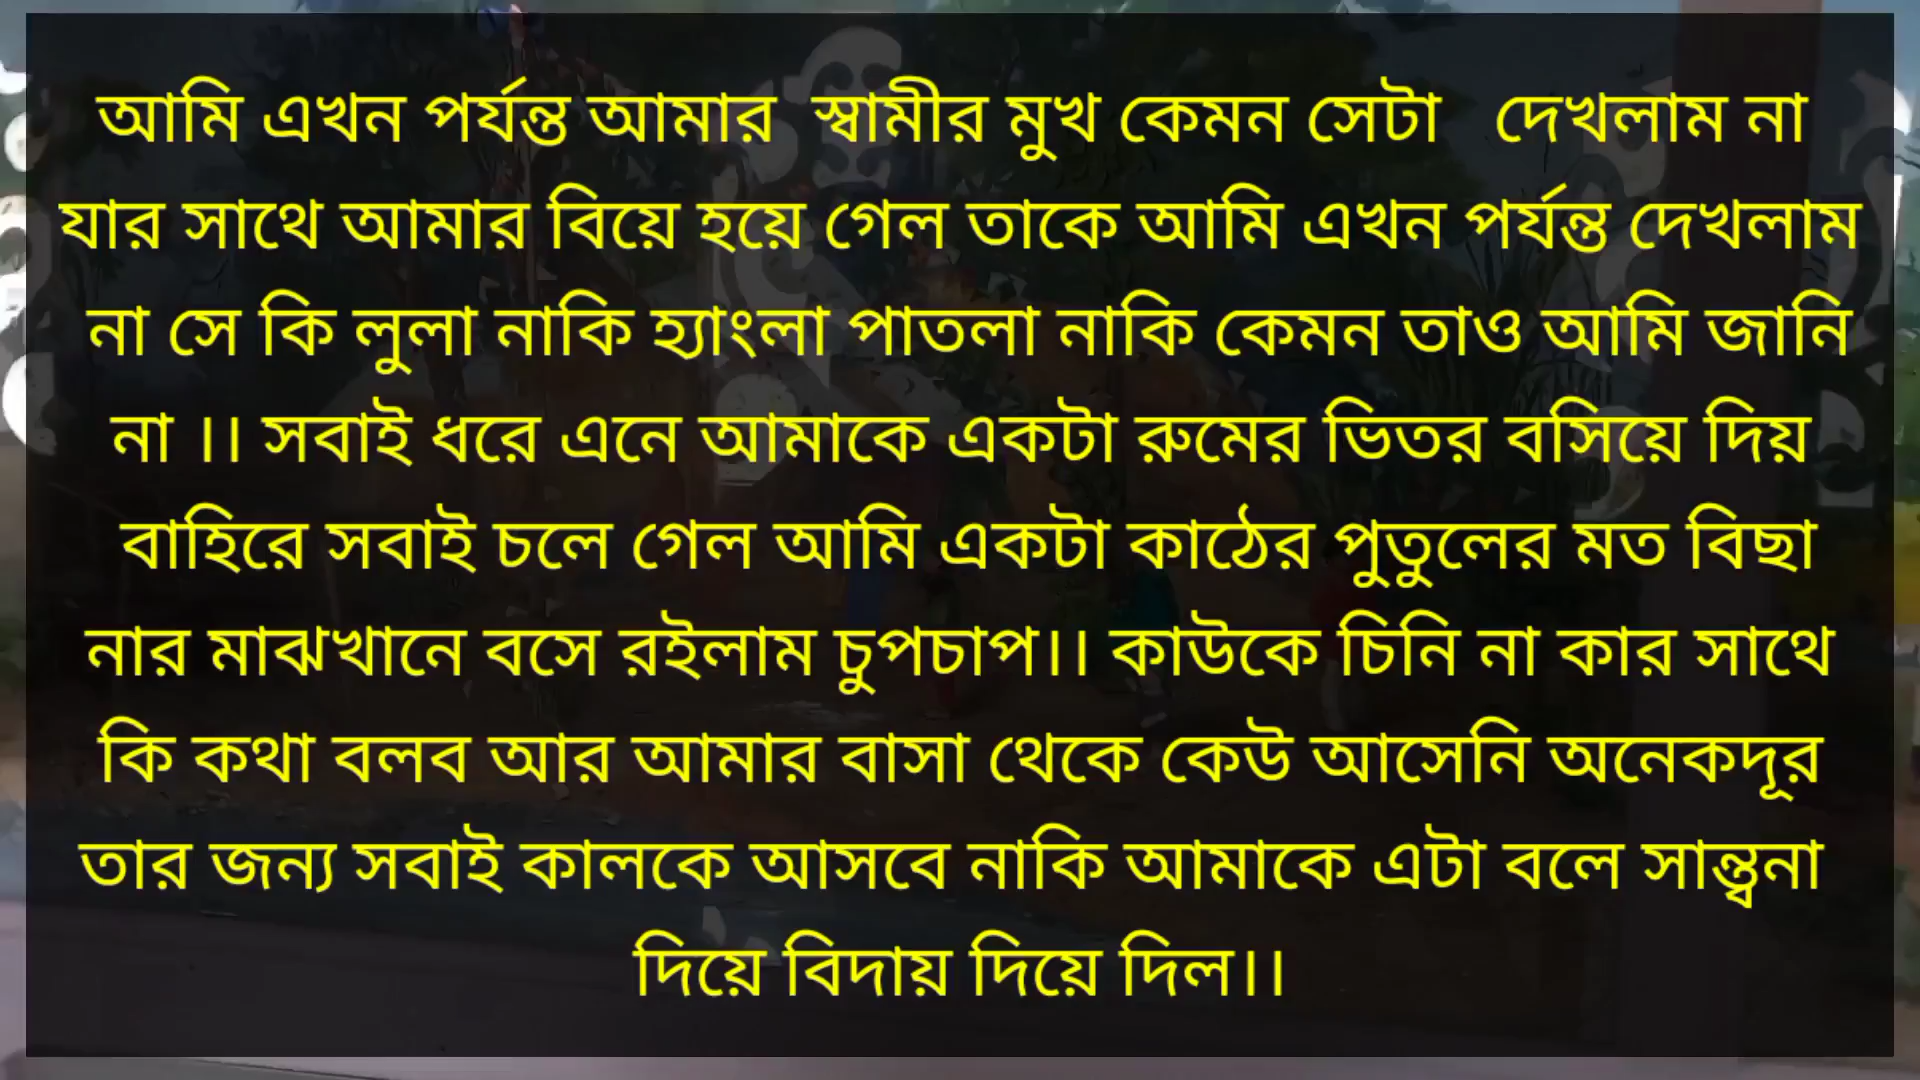 আমি এখন পর্যন্ত আমার স্বামীর মুখ কেমন সেটা দেখলাম না
যার সাথে আমার বিয়ে হয়ে গেল তাকে আমি এখন পর্যন্ত দেখলাম
না সে কি লুলা নাকি হ্যাংলা পাতলা নাকি কেমন তাও আমি জানি
না ।। সবাই ধরে এনে আমাকে একটা রুমের ভিতর বসিয়ে দিয়
বাহিরে সবাই চলে গেল আমি একটা কাঠের পুতুলের মত বিছা
নার মাঝখানে বসে রইলাম চুপচাপ।। কাউকে চিনি না কার সাথে
কি কথা বলব আর আমার বাসা থেকে কেউ আসেনি অনেকদূর
তার জন্য সবাই কালকে আসবে নাকি আমাকে এটা বলে সান্ত্বনা
দিয়ে বিদায় দিয়ে দিল।।